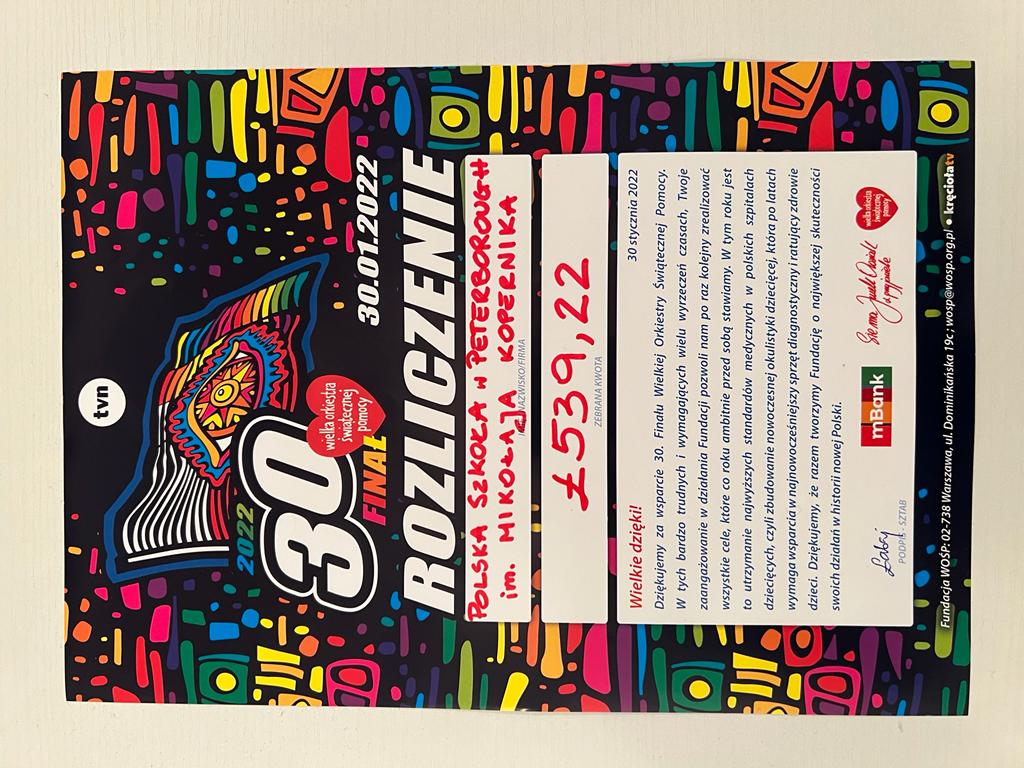 tvn
2022
30
FINAŁ
wielka orkiestra
świątecznej
pomocy
30.01.2022
ROZLICZENIE
POLSKA SZKOŁA W PETERBOROUGH
im. MIKOŁAJA KOPERNIKA
NAZWISKO/FIRMA
£539,22
ZEBRANA KWOTA
30 stycznia 2022
Wielkie dzięki!
Dziękujemy za wsparcie 30. Finału Wielkiej Orkiestry Świątecznej Pomocy.
W tych bardzo trudnych i wymagających wielu wyrzeczeń czasach, Twoje
zaangażowanie w działania Fundacji pozwoli nam po raz kolejny zrealizować
wszystkie cele, które co roku ambitnie przed sobą stawiamy. W tym roku jest
to utrzymanie najwyższych standardów medycznych w polskich szpitalach
dziecięcych, czyli zbudowanie nowoczesnej okulistyki dziecięcej, która po latach
wymaga wsparcia w najnowocześniejszy sprzęt diagnostyczny i ratujący zdrowie
dzieci. Dziękujemy, że razem tworzymy Fundację o największej skuteczności
swoich działań w historii nowej Polski.
PODPIS - SZTAB
mBank
wielka orkiestra
świątecznej
pomocy
Fundacja WOŚP: 02-738 Warszawa, ul. Dominikańska 19c; wosp@wosp.org.pl • kręciołatv